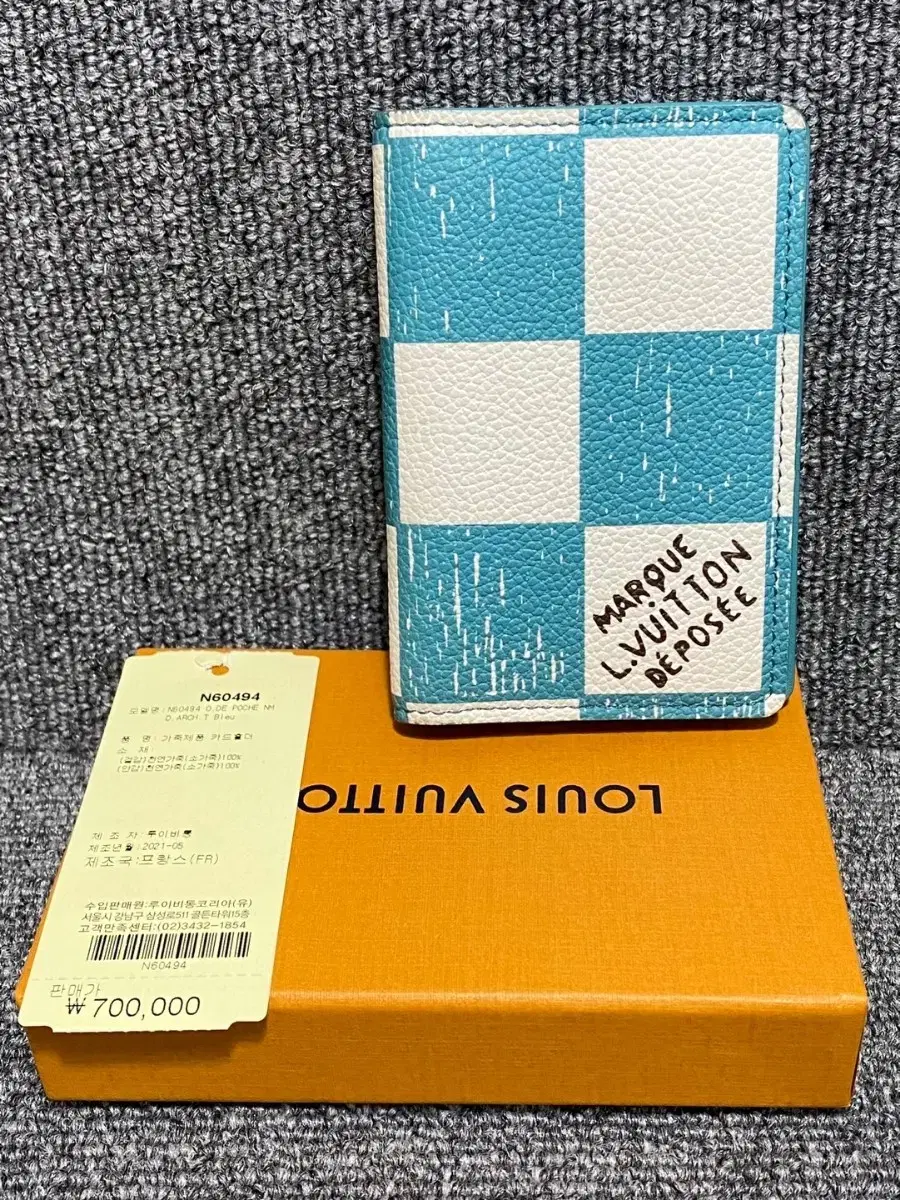 MARQUE
L.VUITTON
DÉPOSÉE
LOUIS VUITTO
N60494
모델명:N60494 O.DE POCHE NM
D.ARCH.T Bleu
품 명:가죽제품 카드홀더
소 재:
(겉감)천연가죽(소가죽)100%
(안감)천연가죽(소가죽)100%
제 조 자:루이비통
제조년월:2021-05
제조국:프랑스(FR)
수입판매원:루이비통코리아(유)
서울시 강남구 삼성로511 골든타워15층
고객만족센터:(02)3432-1854
N60494
판매가
₩700,000